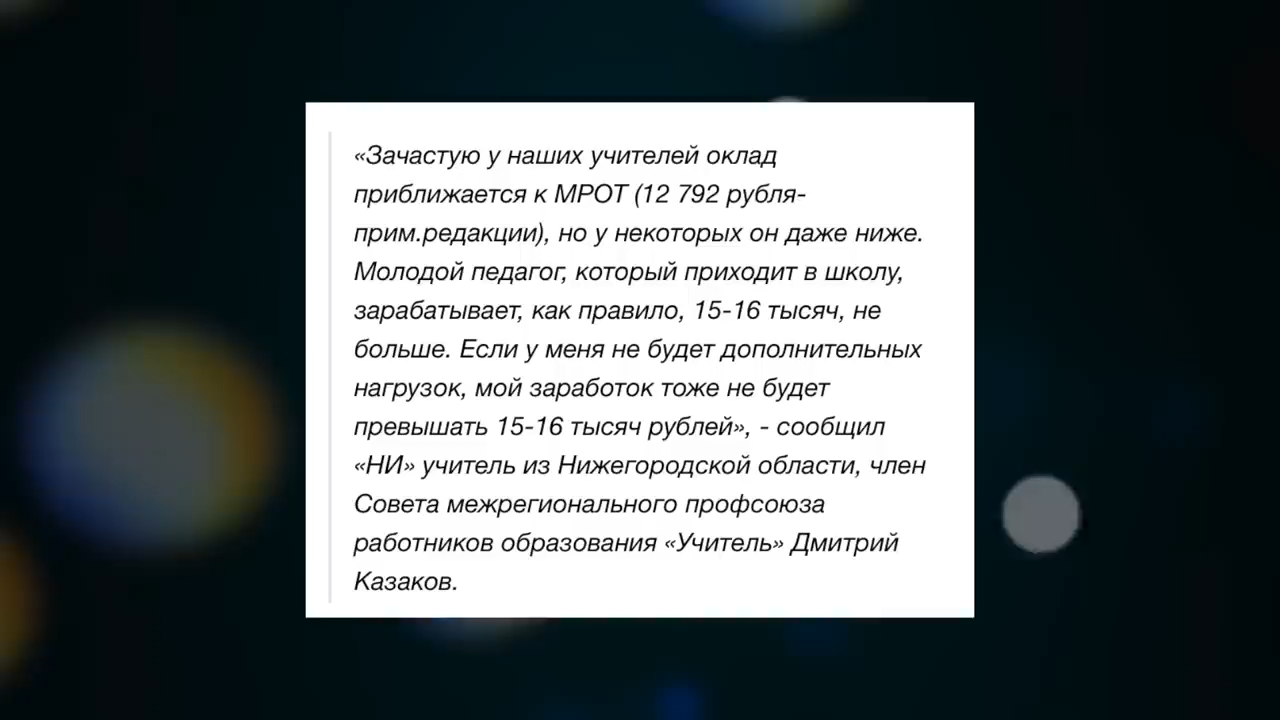 «Зачастую у наших учителей оклад
приближается к МРОТ (12 792 рубля-
прим.редакции), но у некоторых он даже ниже.
Молодой педагог, который приходит в школу,
зарабатывает, как правило, 15-16 тысяч, не
больше. Если у меня не будет дополнительных
нагрузок, мой заработок тоже не будет
превышать 15-16 тысяч рублей», - сообщил
«НИ» учитель из Нижегородской области, член
Совета межрегионального профсоюза
работников образования «Учитель» Дмитрий
Казаков.